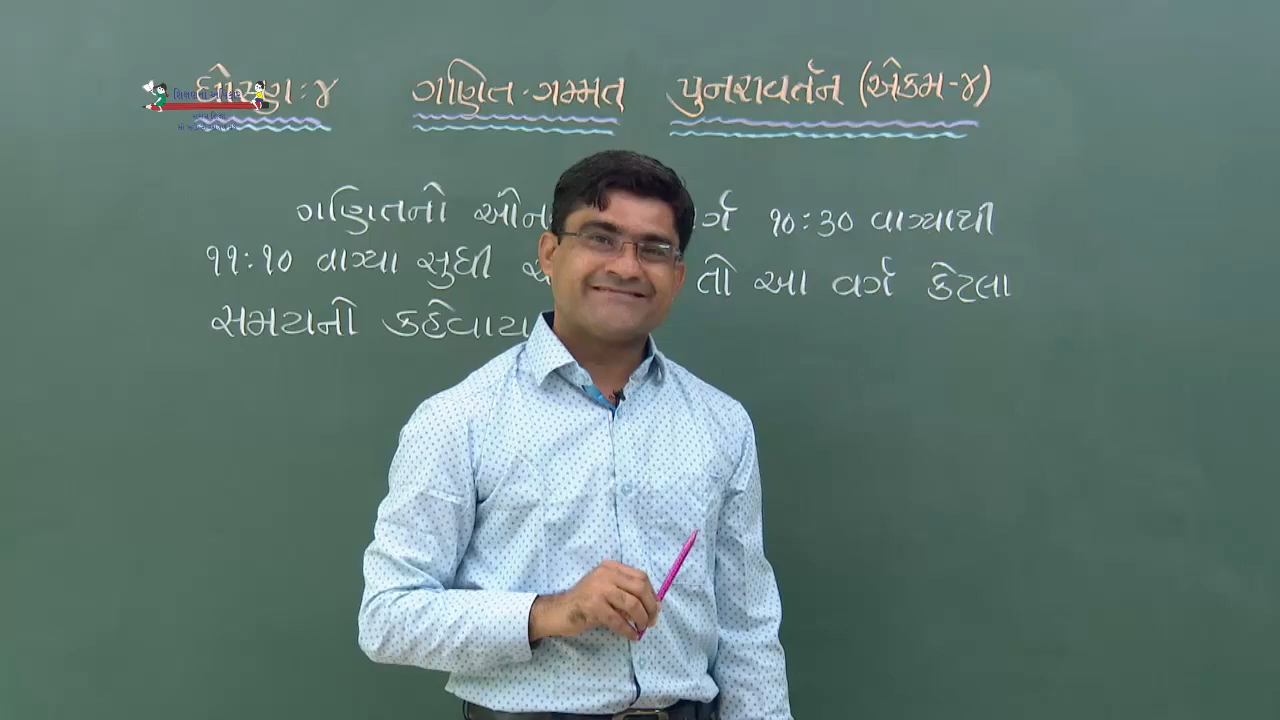 ધોરણ : ૪ ગણિત - ગમ્મત પુનરાવર્તન (એકમ-૪)
ગણિતનો ઑન ર્ગ ૧૦:૩૦ વાગ્યાથી
૧૧:૧૦ વાગ્યા સુધી તો આ વર્ગ કેટલા
સમયનો કહેવાય